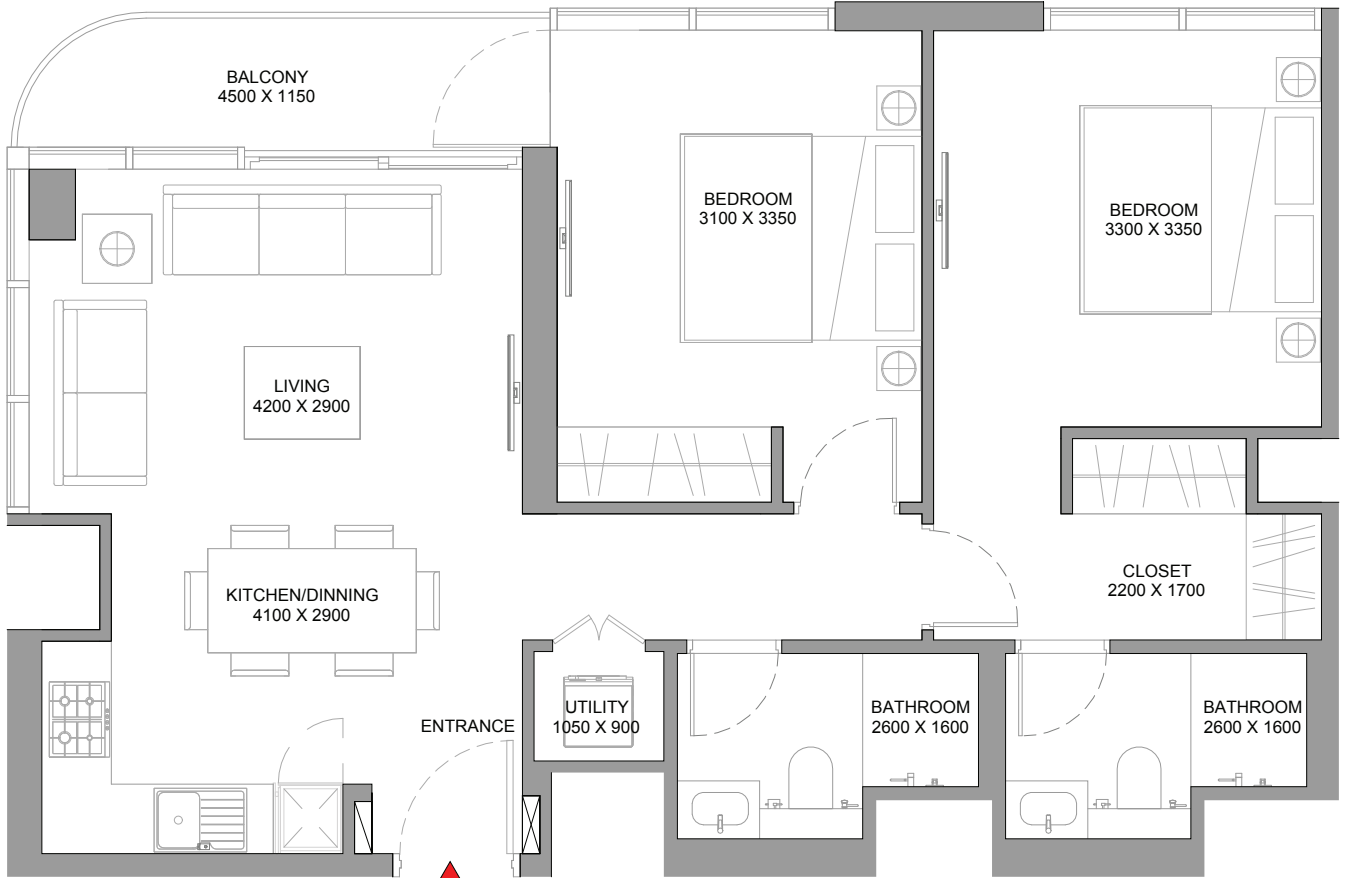 BALCONY
4500 X 1150
BEDROOM
3100 X 3350
BEDROOM
3300 X 3350
LIVING
4200 X 2900
KITCHEN/DINNING
4100 X 2900
CLOSET
2200 X 1700
ENTRANCE
UTILITY
1050 X 900
BATHROOM
2600 X 1600
BATHROOM
2600 X 1600